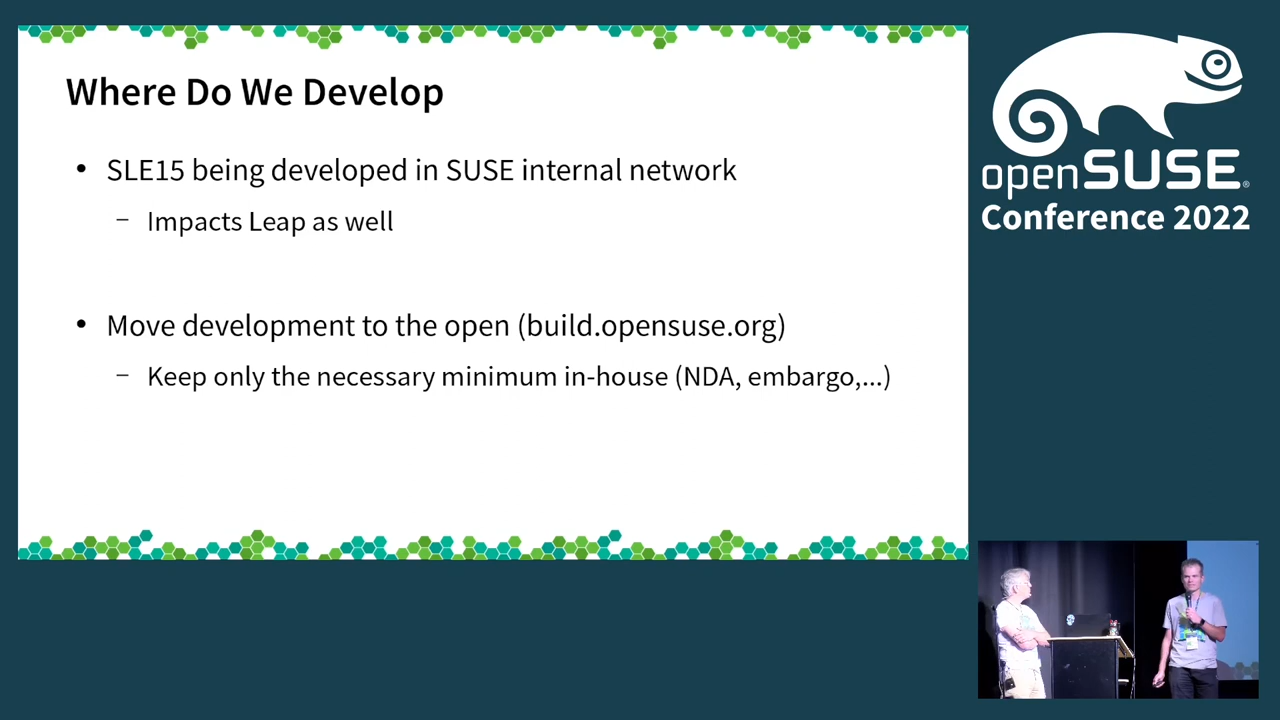 Where Do We Develop
• SLE15 being developed in SUSE internal network
– Impacts Leap as well
• Move development to the open (build.opensuse.org)
– Keep only the necessary minimum in-house (NDA, embargo,...)
openSUSE®
Conference 2022